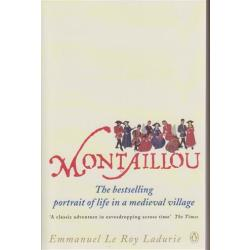 MONTAILLOU
The bestselling
portrait of life in a medieval village
'A classic adventure in eavesdropping across time' The Times
Emmanuel Le Roy Ladurie